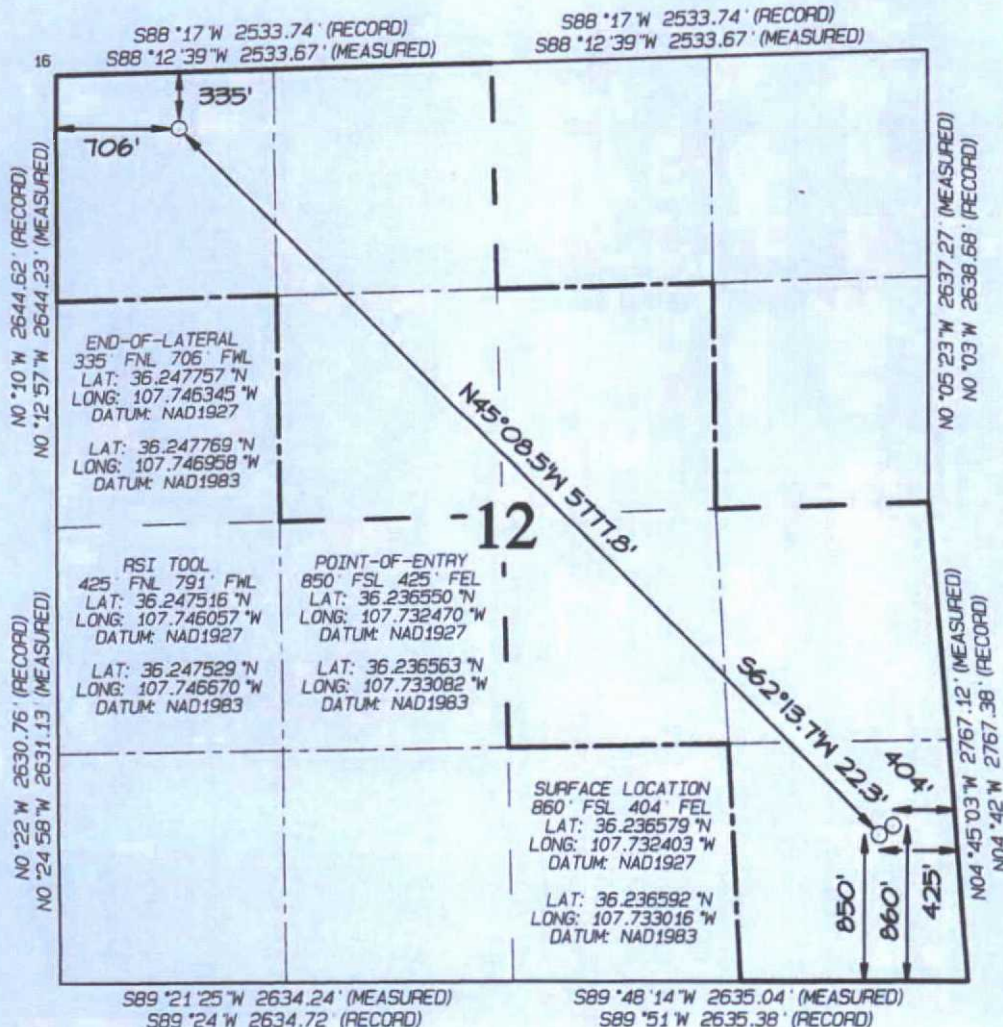 S88°17'W 2533.74' (RECORD)
S88°12'39"W 2533.67' (MEASURED)
S88°17'W 2533.74' (RECORD)
S88°12'39"W 2533.67' (MEASURED)
16
335'
706'
N0°10'W 2644.62' (RECORD)
N0°12'57"W 2644.23' (MEASURED)
N0°05'23"W 2637.27' (MEASURED)
N0°03'W 2638.68' (RECORD)
END-OF-LATERAL
335' FNL 706' FWL
LAT: 36.247757°N
LONG: 107.746345°W
DATUM: NAD1927
LAT: 36.247769°N
LONG: 107.746958°W
DATUM: NAD1983
N45°08.5'W 5777.8'
12
RSI TOOL
425' FNL 791' FWL
LAT: 36.247516°N
LONG: 107.746057°W
DATUM: NAD1927
LAT: 36.247529°N
LONG: 107.746670°W
DATUM: NAD1983
POINT-OF-ENTRY
850' FSL 425' FEL
LAT: 36.236550°N
LONG: 107.732470°W
DATUM: NAD1927
LAT: 36.236563°N
LONG: 107.733082°W
DATUM: NAD1983
N0°22'W 2630.76' (RECORD)
N0°24'58"W 2631.13' (MEASURED)
N04°45'03"W 2767.12' (MEASURED)
N04°42'W 2767.38' (RECORD)
S62°13.7'W 22.3'
404'
SURFACE LOCATION
860' FSL 404' FEL
LAT: 36.236579°N
LONG: 107.732403°W
DATUM: NAD1927
LAT: 36.236592°N
LONG: 107.733016°W
DATUM: NAD1983
850'
860'
425'
S89°21'25"W 2634.24' (MEASURED)
S89°24'W 2634.72' (RECORD)
S89°48'14"W 2635.04' (MEASURED)
S89°51'W 2635.38' (RECORD)